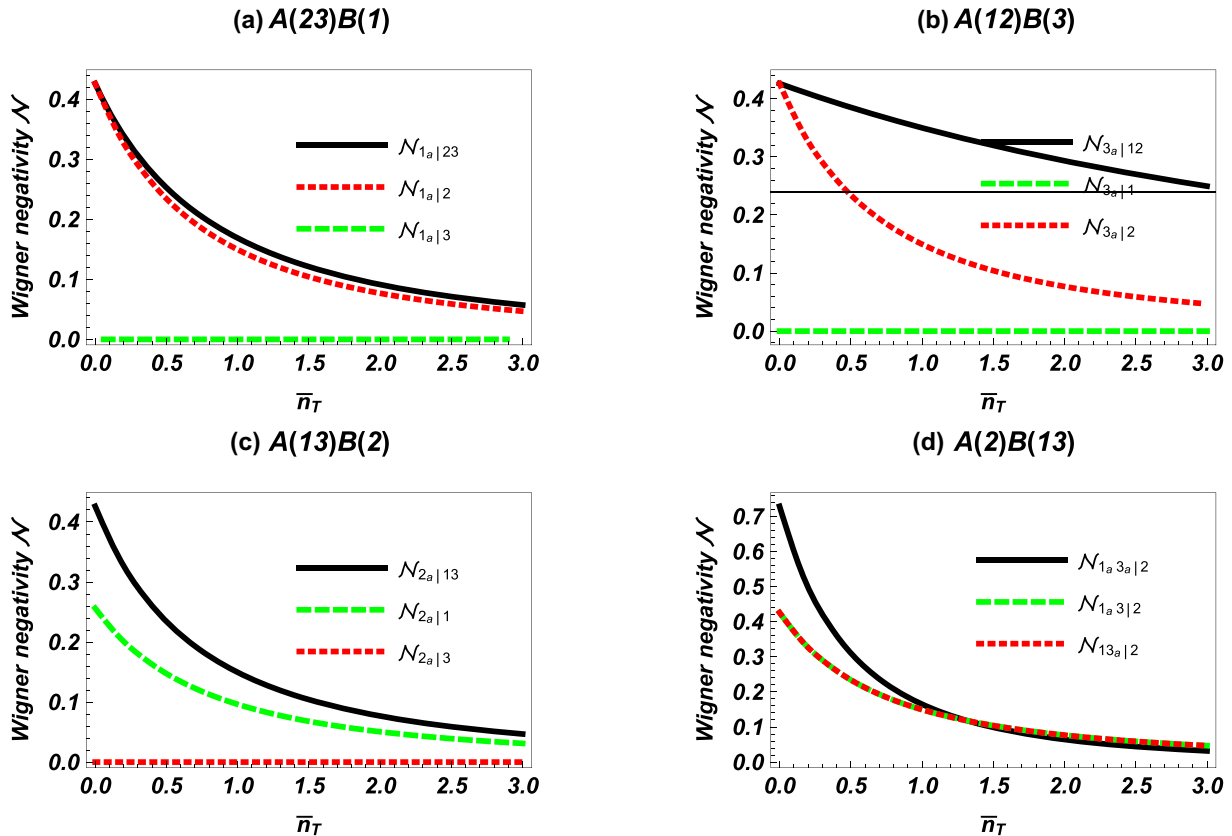 (a) A(23)B(1)
Wigner negativity 𝒩
0.4
0.3
0.2
0.1
0.0
𝒩1a|23
𝒩1a|2
𝒩1a|3
0.0 0.5 1.0 1.5 2.0 2.5 3.0
n̅T
(b) A(12)B(3)
Wigner negativity 𝒩
0.4
0.3
0.2
0.1
0.0
𝒩3a|12
𝒩3a|1
𝒩3a|2
0.0 0.5 1.0 1.5 2.0 2.5 3.0
n̅T
(c) A(13)B(2)
Wigner negativity 𝒩
0.4
0.3
0.2
0.1
0.0
𝒩2a|13
𝒩2a|1
𝒩2a|3
0.0 0.5 1.0 1.5 2.0 2.5 3.0
n̅T
(d) A(2)B(13)
Wigner negativity 𝒩
0.7
0.6
0.5
0.4
0.3
0.2
0.1
0.0
𝒩1a 3a|2
𝒩1a 3|2
𝒩13a|2
0.0 0.5 1.0 1.5 2.0 2.5 3.0
n̅T